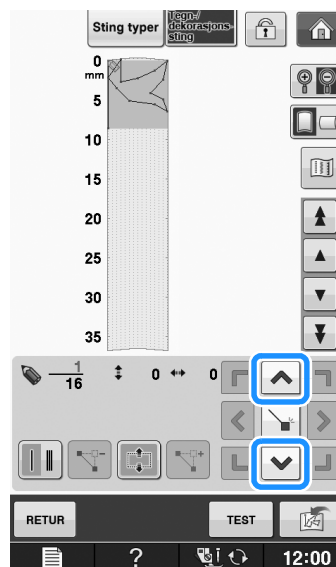 Sting typer
Tegn-/
dekorasjons-
sting
0
mm
5
10
15
20
25
30
35
1
16
0
0
RETUR
TEST
?
12:00